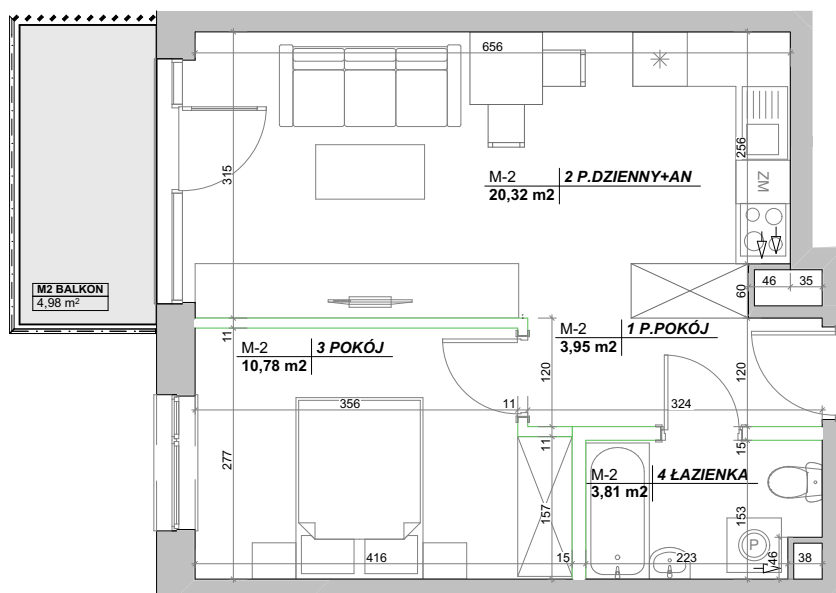 656
315
256
M-2 2 P.DZIENNY+AN
20,32 m2
ZM
M2 BALKON
4,98 m²
60
46 35
11
M-2 3 POKÓJ
10,78 m2
M-2 1 P.POKÓJ
3,95 m2
120
120
356
11
324
277
11
15
M-2 4 ŁAZIENKA
3,81 m2
157
153
P
46
416
15
223
38